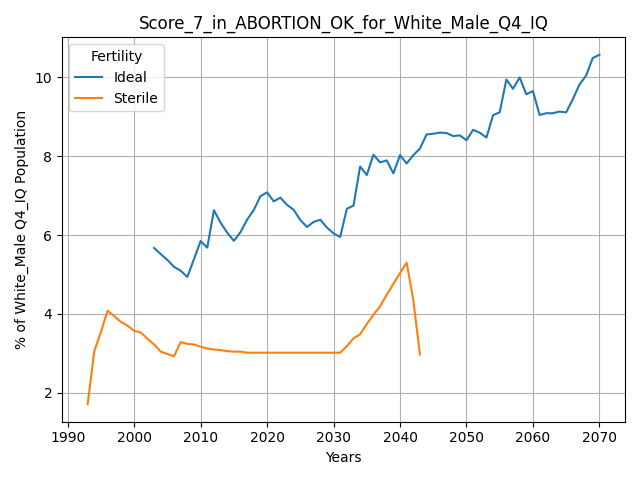 Score_7_in_ABORTION_OK_for_White_Male_Q4_IQ
% of White_Male Q4_IQ Population
10
8
6
4
2
Fertility
Ideal
Sterile
1990 2000 2010 2020 2030 2040 2050 2060 2070
Years